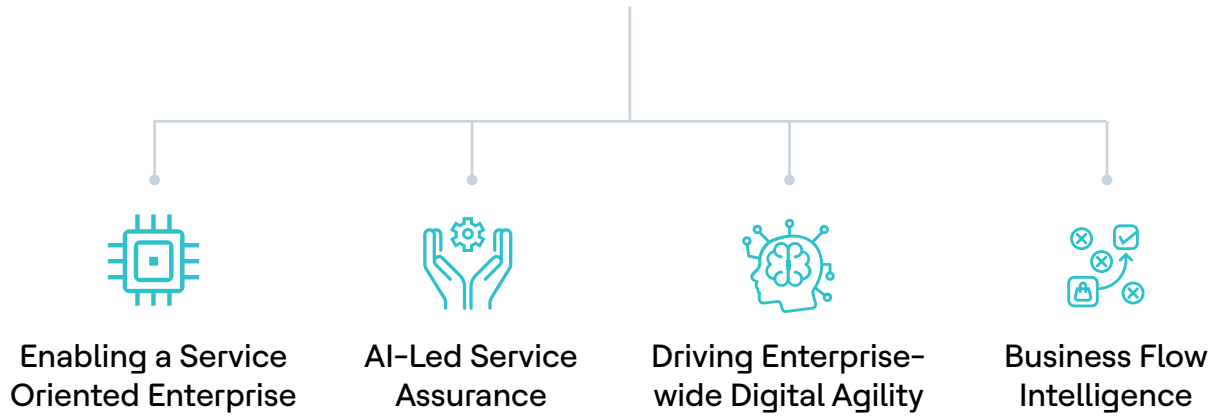 Enabling a Service
Oriented Enterprise
AI-Led Service
Assurance
Driving Enterprise-
wide Digital Agility
Business Flow
Intelligence